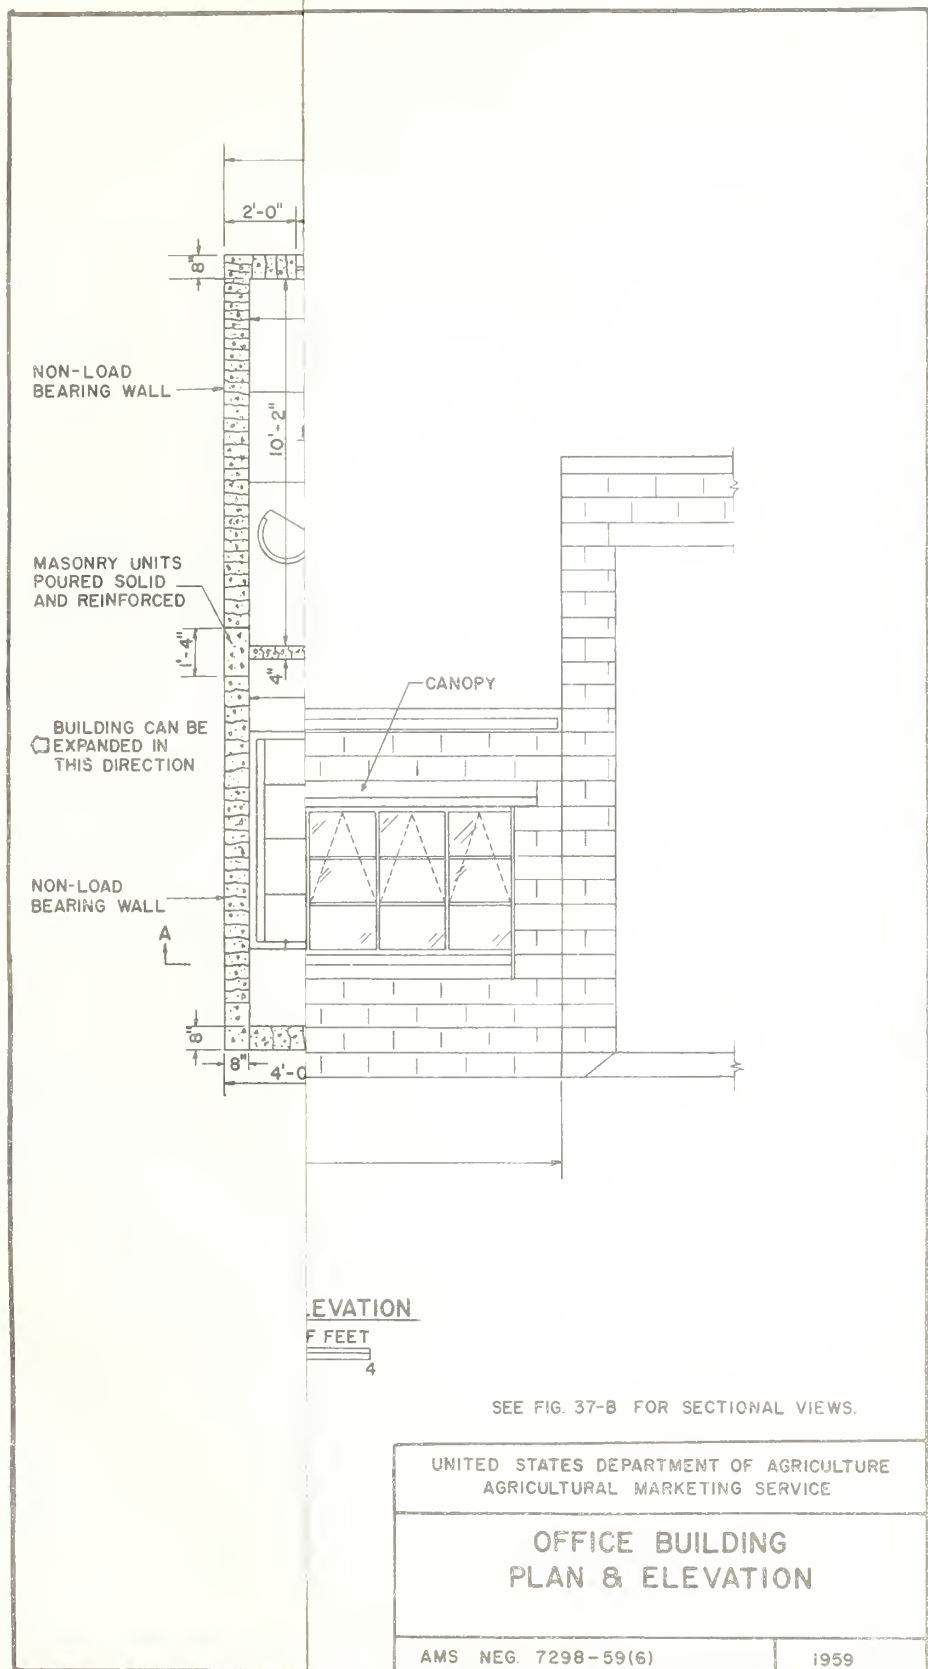 2'-0"
8"
NON-LOAD
BEARING WALL
10'-2"
MASONRY UNITS
POURED SOLID
AND REINFORCED
1'-4"
4"
CANOPY
BUILDING CAN BE
EXPANDED IN
THIS DIRECTION
NON-LOAD
BEARING WALL
A
8"
8"
4'-0
EVATION
F FEET
4
SEE FIG. 37-B FOR SECTIONAL VIEWS.
UNITED STATES DEPARTMENT OF AGRICULTURE
AGRICULTURAL MARKETING SERVICE
OFFICE BUILDING
PLAN & ELEVATION
AMS NEG. 7298-59(6)
1959